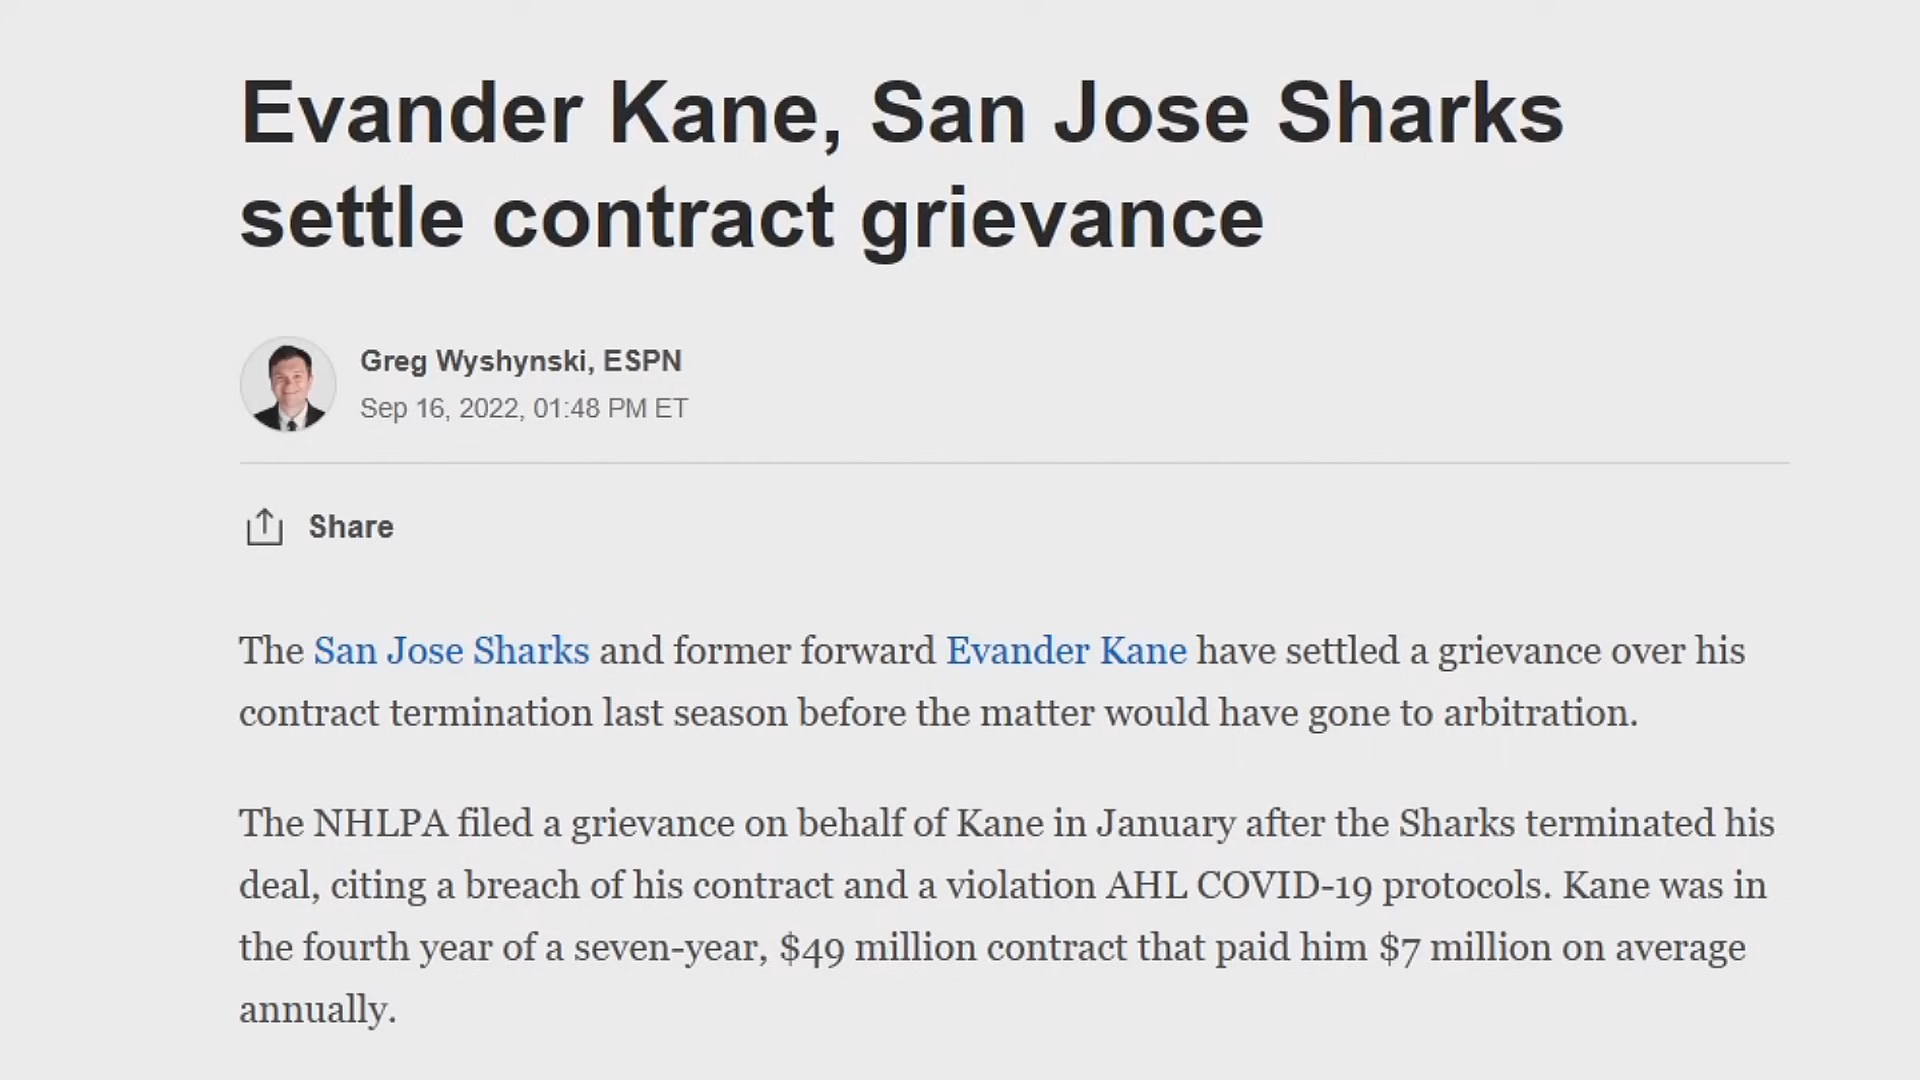 Evander Kane, San Jose Sharks
settle contract grievance
Greg Wyshynski, ESPN
Sep 16, 2022, 01:48 PM ET
Share
The San Jose Sharks and former forward Evander Kane have settled a grievance over his
contract termination last season before the matter would have gone to arbitration.
The NHLPA filed a grievance on behalf of Kane in January after the Sharks terminated his
deal, citing a breach of his contract and a violation AHL COVID-19 protocols. Kane was in
the fourth year of a seven-year, $49 million contract that paid him $7 million on average
annually.